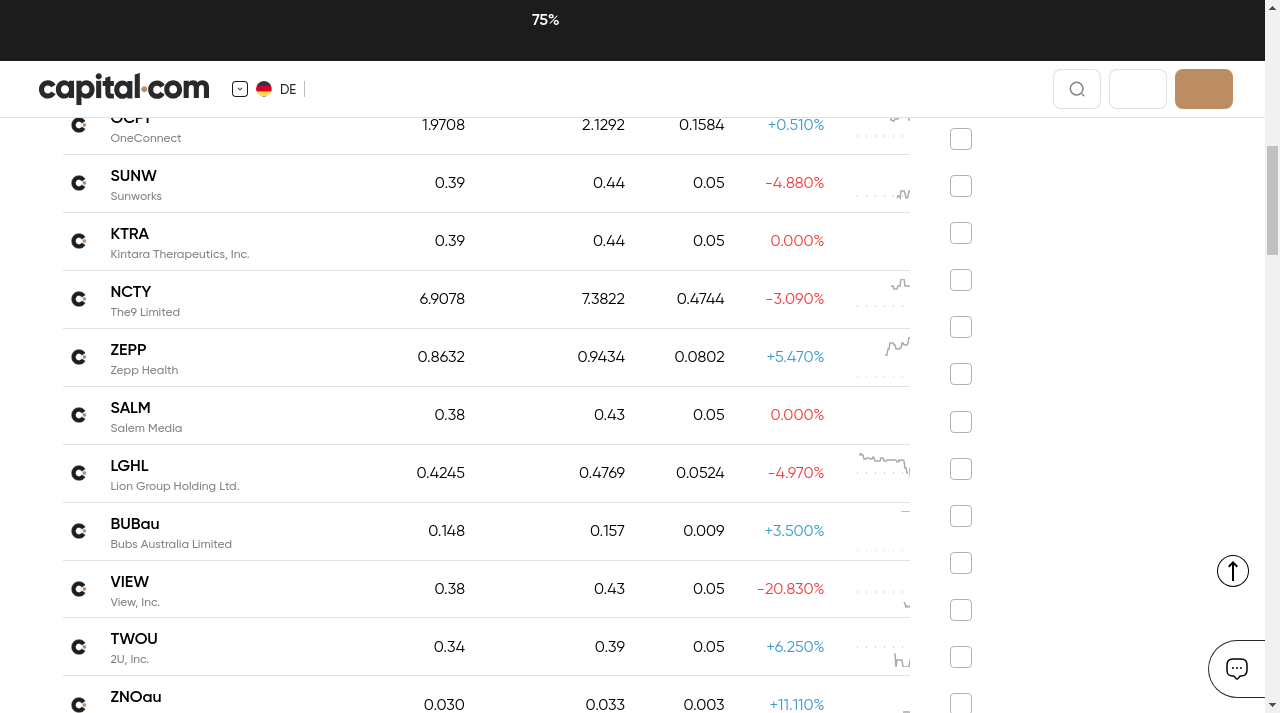 75%
capital.com
DE
OCFT
OneConnect
1.9708 2.1292 0.1584 +0.510%
SUNW
Sunworks
0.39 0.44 0.05 -4.880%
KTRA
Kintara Therapeutics, Inc.
0.39 0.44 0.05 0.000%
NCTY
The9 Limited
6.9078 7.3822 0.4744 -3.090%
ZEPP
Zepp Health
0.8632 0.9434 0.0802 +5.470%
SALM
Salem Media
0.38 0.43 0.05 0.000%
LGHL
Lion Group Holding Ltd.
0.4245 0.4769 0.0524 -4.970%
BUBau
Bubs Australia Limited
0.148 0.157 0.009 +3.500%
VIEW
View, Inc.
0.38 0.43 0.05 -20.830%
TWOU
2U, Inc.
0.34 0.39 0.05 +6.250%
ZNOau
0.030 0.033 0.003 +11.110%